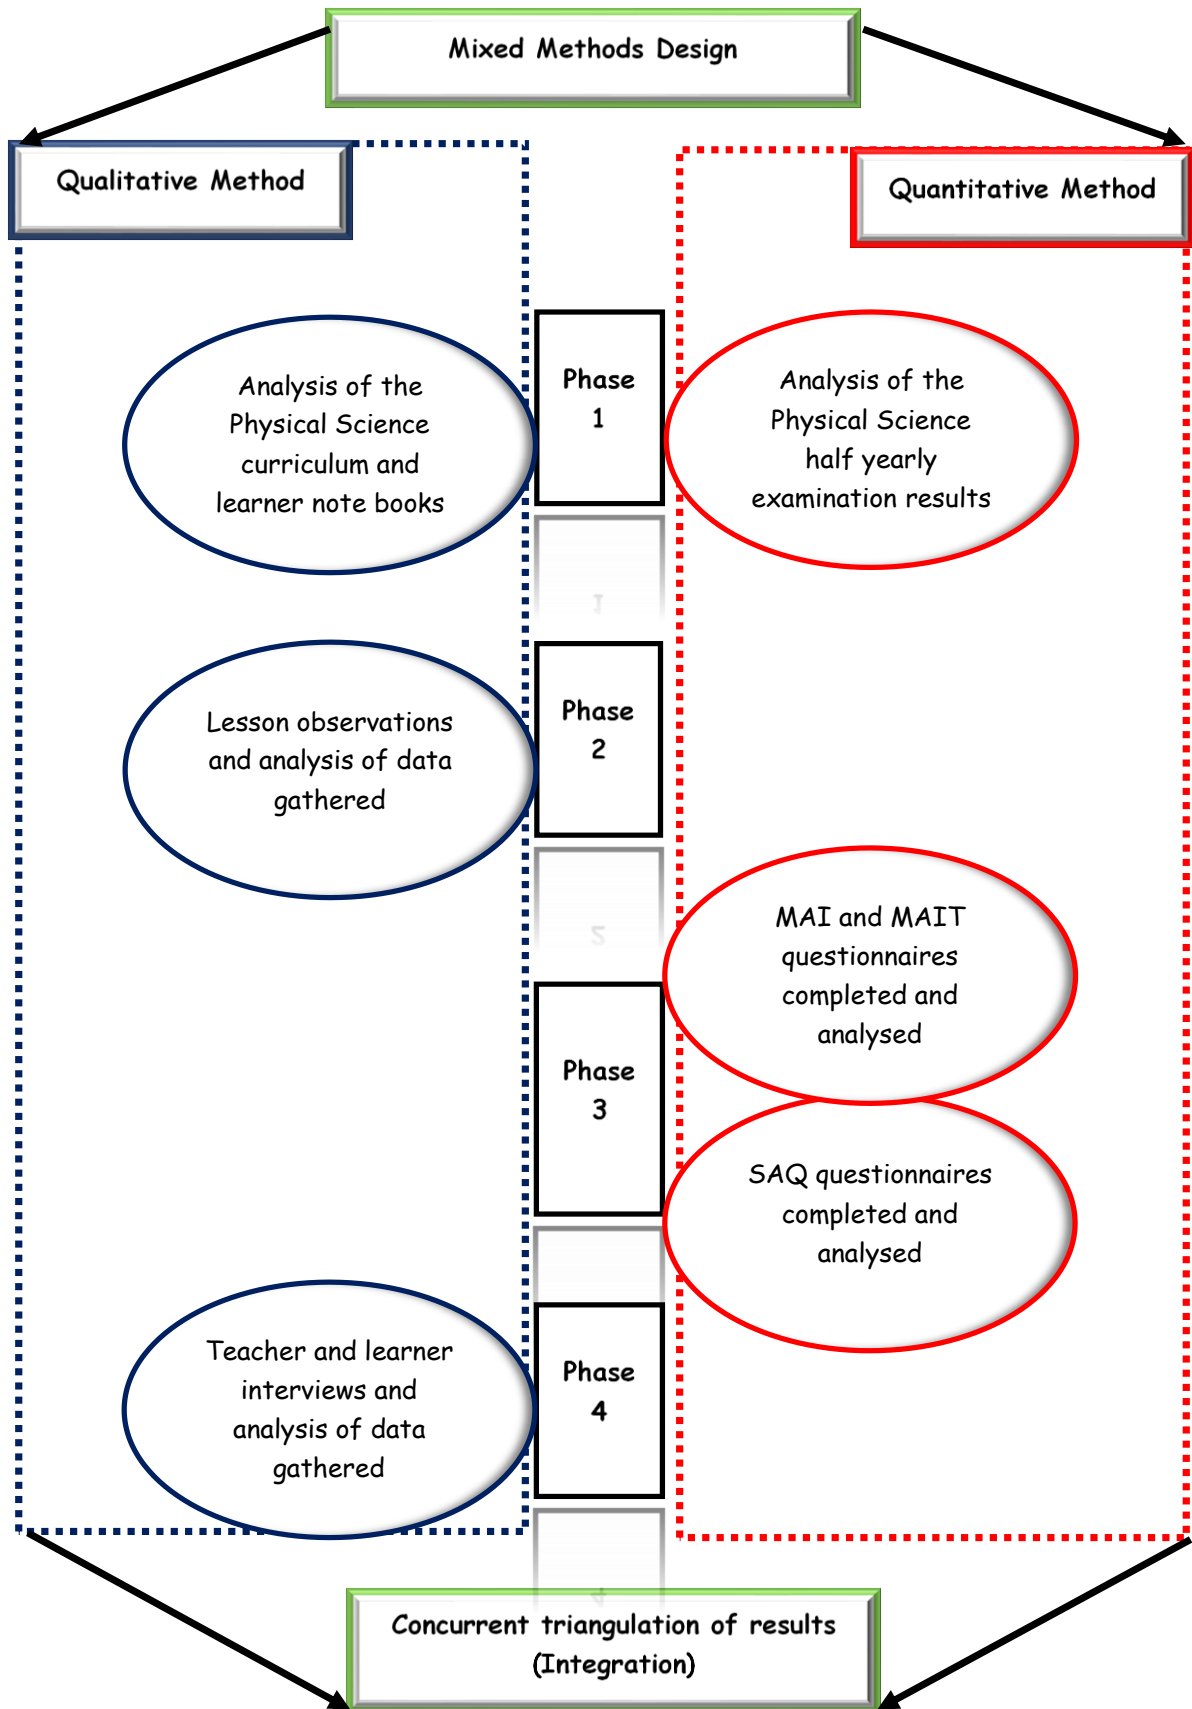 Mixed Methods Design
Qualitative Method
Quantitative Method
Analysis of the
Physical Science
curriculum and
learner note books
Phase
1
Analysis of the
Physical Science
half yearly
examination results
Lesson observations
and analysis of data
gathered
Phase
2
MAI and MAIT
questionnaires
completed and
analysed
Phase
3
SAQ questionnaires
completed and
analysed
Teacher and learner
interviews and
analysis of data
gathered
Phase
4
Concurrent triangulation of results
(Integration)